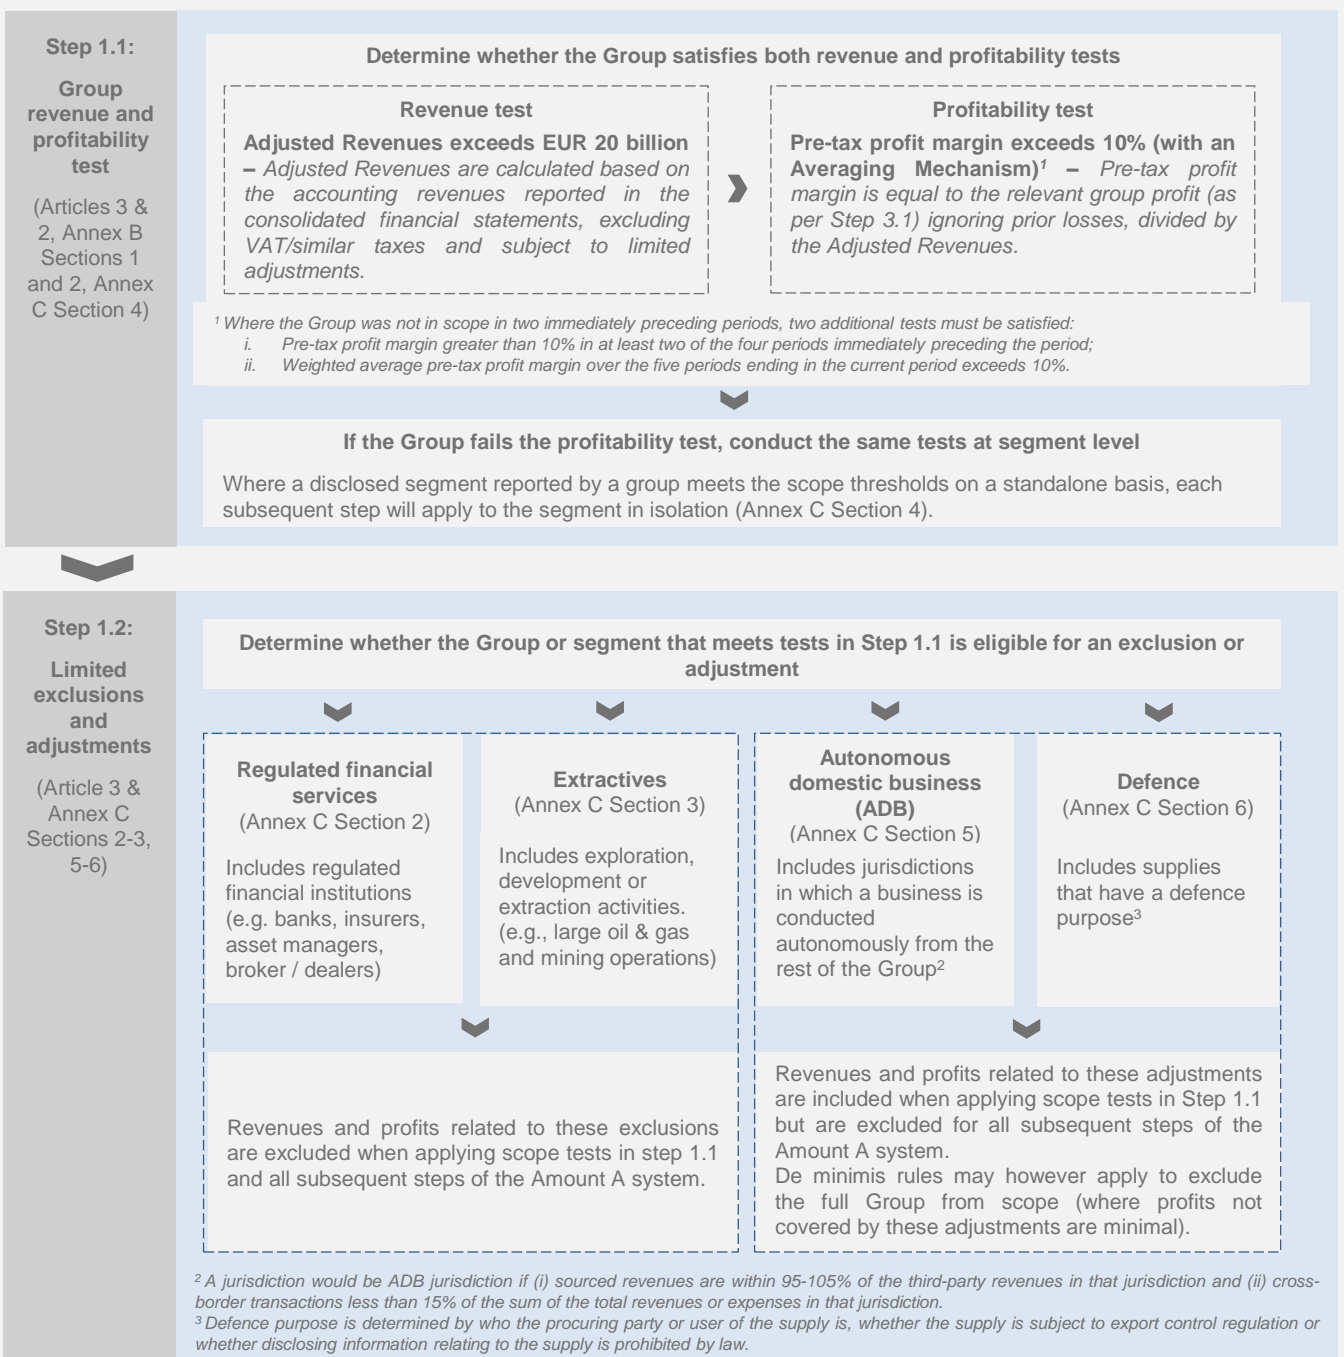 Step 1.1:
Group
revenue and
profitability
test
(Articles 3 &
2, Annex B
Sections 1
and 2, Annex
C Section 4)
Determine whether the Group satisfies both revenue and profitability tests
Revenue test
Adjusted Revenues exceeds EUR 20 billion
– Adjusted Revenues are calculated based on
the accounting revenues reported in the
consolidated financial statements, excluding
VAT/similar taxes and subject to limited
adjustments.
Profitability test
Pre-tax profit margin exceeds 10% (with an
Averaging Mechanism)¹ – Pre-tax profit
margin is equal to the relevant group profit (as
per Step 3.1) ignoring prior losses, divided by
the Adjusted Revenues.
¹ Where the Group was not in scope in two immediately preceding periods, two additional tests must be satisfied:
i. Pre-tax profit margin greater than 10% in at least two of the four periods immediately preceding the period;
ii. Weighted average pre-tax profit margin over the five periods ending in the current period exceeds 10%.
If the Group fails the profitability test, conduct the same tests at segment level
Where a disclosed segment reported by a group meets the scope thresholds on a standalone basis, each
subsequent step will apply to the segment in isolation (Annex C Section 4).
Step 1.2:
Limited
exclusions
and
adjustments
(Article 3 &
Annex C
Sections 2-3,
5-6)
Determine whether the Group or segment that meets tests in Step 1.1 is eligible for an exclusion or
adjustment
Regulated financial
services
(Annex C Section 2)
Includes regulated
financial institutions
(e.g. banks, insurers,
asset managers,
broker / dealers)
Extractives
(Annex C Section 3)
Includes exploration,
development or
extraction activities.
(e.g., large oil & gas
and mining operations)
Autonomous
domestic business
(ADB)
(Annex C Section 5)
Includes jurisdictions
in which a business is
conducted
autonomously from the
rest of the Group²
Defence
(Annex C Section 6)
Includes supplies
that have a defence
purpose³
Revenues and profits related to these exclusions
are excluded when applying scope tests in step 1.1
and all subsequent steps of the Amount A system.
Revenues and profits related to these adjustments
are included when applying scope tests in Step 1.1
but are excluded for all subsequent steps of the
Amount A system.
De minimis rules may however apply to exclude
the full Group from scope (where profits not
covered by these adjustments are minimal).
² A jurisdiction would be ADB jurisdiction if (i) sourced revenues are within 95-105% of the third-party revenues in that jurisdiction and (ii) cross-
border transactions less than 15% of the sum of the total revenues or expenses in that jurisdiction.
³ Defence purpose is determined by who the procuring party or user of the supply is, whether the supply is subject to export control regulation or
whether disclosing information relating to the supply is prohibited by law.